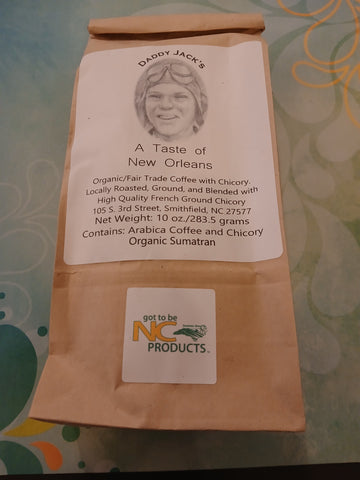 DADDY JACK'S
A Taste of
New Orleans
Organic/Fair Trade Coffee with Chicory.
Locally Roasted, Ground, and Blended with
High Quality French Ground Chicory
105 S. 3rd Street, Smithfield, NC 27577
Net Weight: 10 oz./283.5 grams
Contains: Arabica Coffee and Chicory
Organic Sumatran
got to be
NC
PRODUCTS